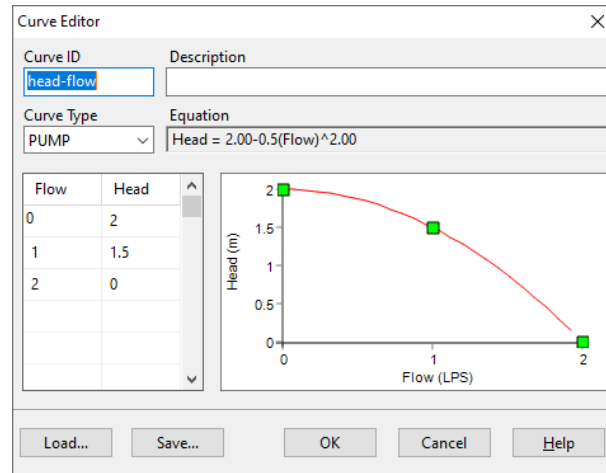 Curve Editor
Curve ID Description
head-flow
Curve Type Equation
PUMP Head = 2.00-0.5(Flow)^2.00
Flow Head
0 2
1 1.5
2 0
2
1.5
1
0.5
0
Head (m)
0 1 2
Flow (LPS)
Load... Save... OK Cancel Help